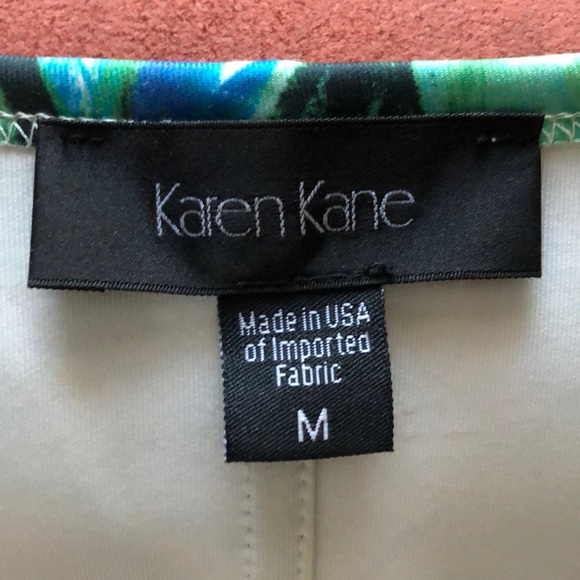 Karen Kane
Made in USA
of Imported
Fabric
M